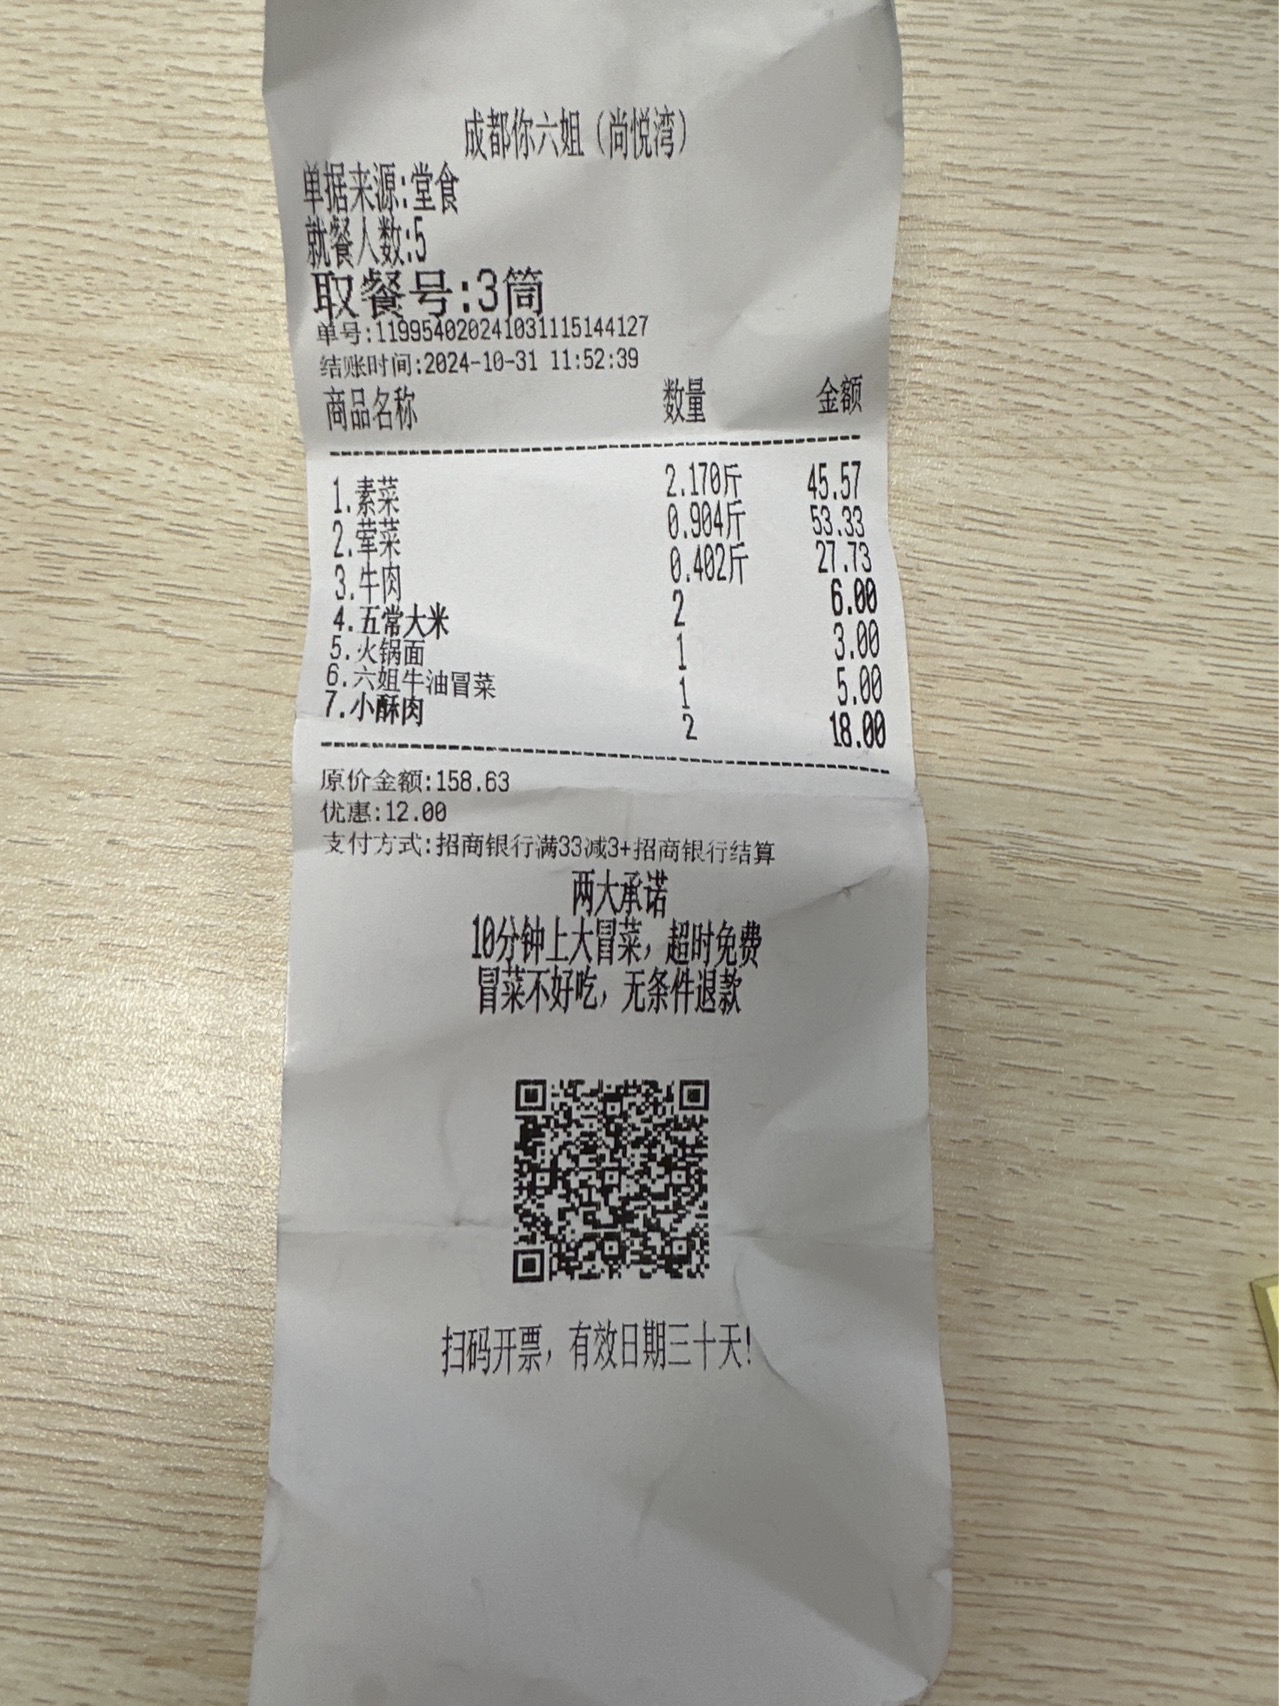 成都你六姐（尚悦湾）
单据来源:堂食
就餐人数:5
取餐号:3筒
单号:119954020241031115144127
结账时间:2024-10-31 11:52:39
商品名称 数量 金额
1.素菜 2.170斤 45.57
2.荤菜 0.904斤 53.33
3.牛肉 0.402斤 27.73
4.五常大米 2 6.00
5.火锅面 1 3.00
6.六姐牛油冒菜 1 5.00
7.小酥肉 2 18.00
原价金额:158.63
优惠:12.00
支付方式:招商银行满33减3+招商银行结算
两大承诺
10分钟上大冒菜，超时免费
冒菜不好吃，无条件退款
扫码开票，有效日期三十天!